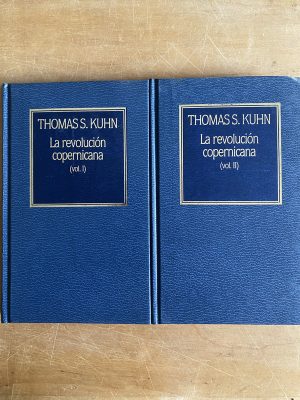 THOMAS S. KUHN
La revolución
copernicana
(vol. I)
THOMAS S. KUHN
La revolución
copernicana
(vol. II)